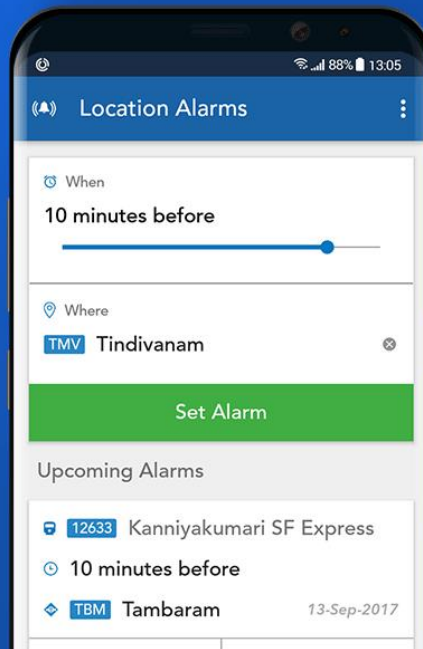 88% 13:05
Location Alarms
When
10 minutes before
Where
TMV Tindivanam
Set Alarm
Upcoming Alarms
12633 Kanniyakumari SF Express
10 minutes before
TBM Tambaram 13-Sep-2017